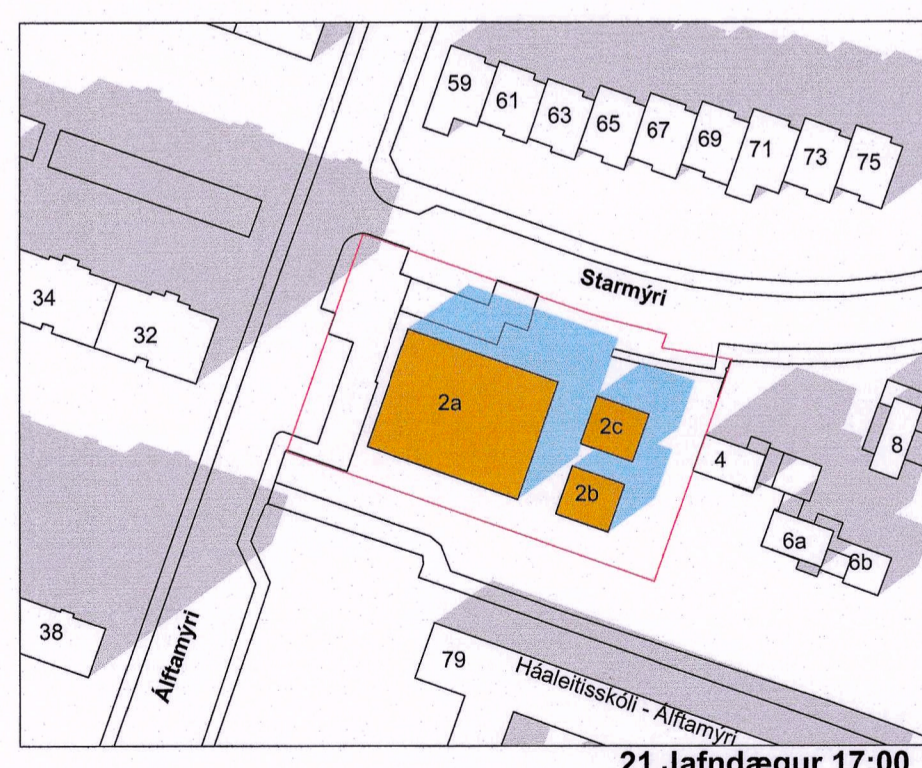 59
61
63
65
67
69
71
73
75
Starmýri
34
32
2a
2c
2b
4
8
6a
6b
38
Álftamýri
79
Háaleitisskóli - Álftamýri
21 Jafndægur 17:00